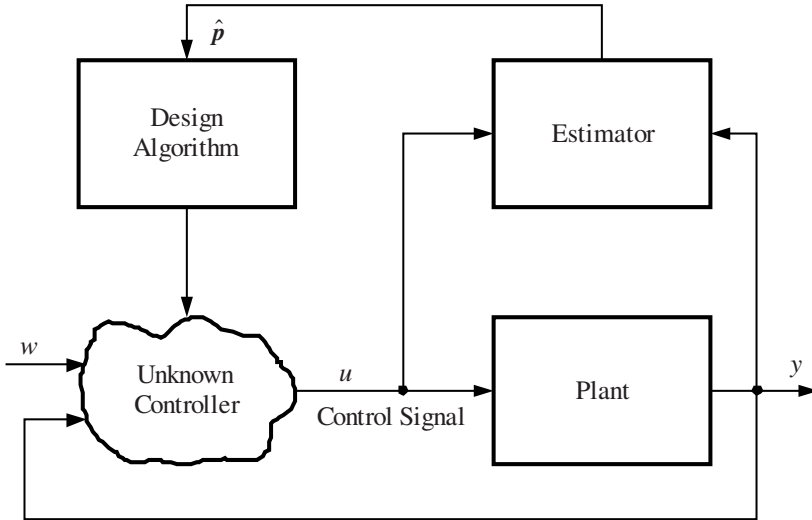 p̂
Design
Algorithm
Estimator
w
Unknown
Controller
u
Control Signal
Plant
y